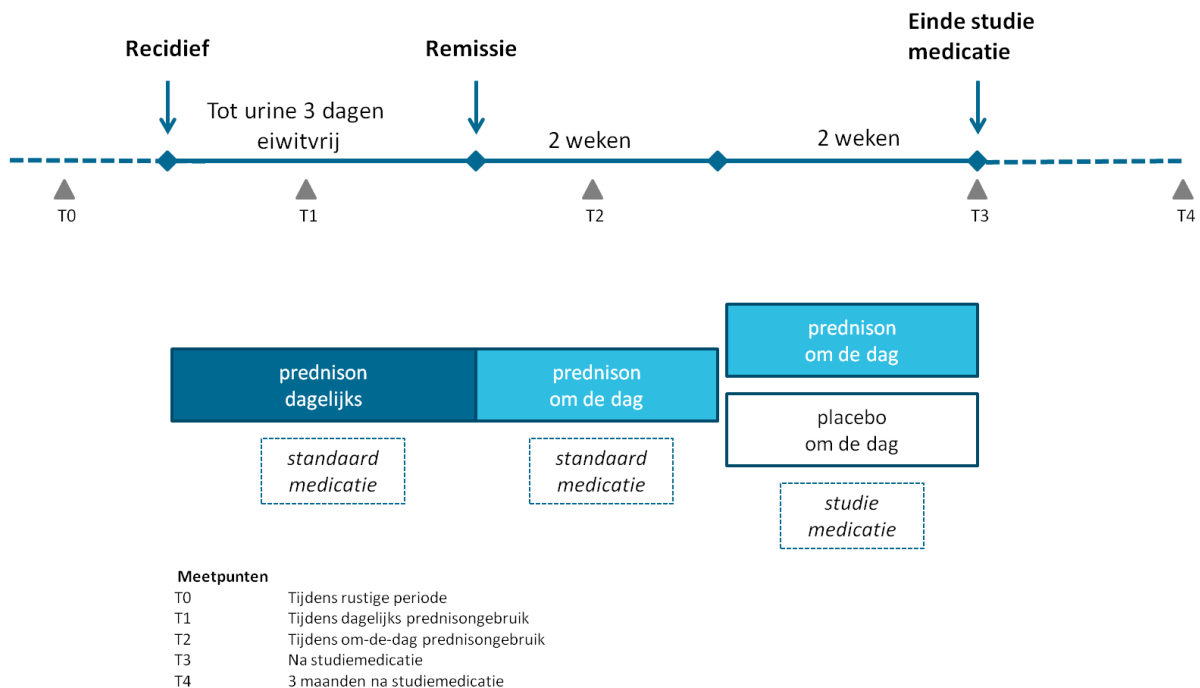 Recidief
Remissie
Einde studie
medicatie
Tot urine 3 dagen
eiwitvrij
2 weken
2 weken
T0
T1
T2
T3
T4
prednison
dagelijks
prednison
om de dag
prednison
om de dag
placebo
om de dag
standaard
medicatie
standaard
medicatie
studie
medicatie
Meetpunten
T0 Tijdens rustige periode
T1 Tijdens dagelijks prednisongebruik
T2 Tijdens om-de-dag prednisongebruik
T3 Na studiemedicatie
T4 3 maanden na studiemedicatie